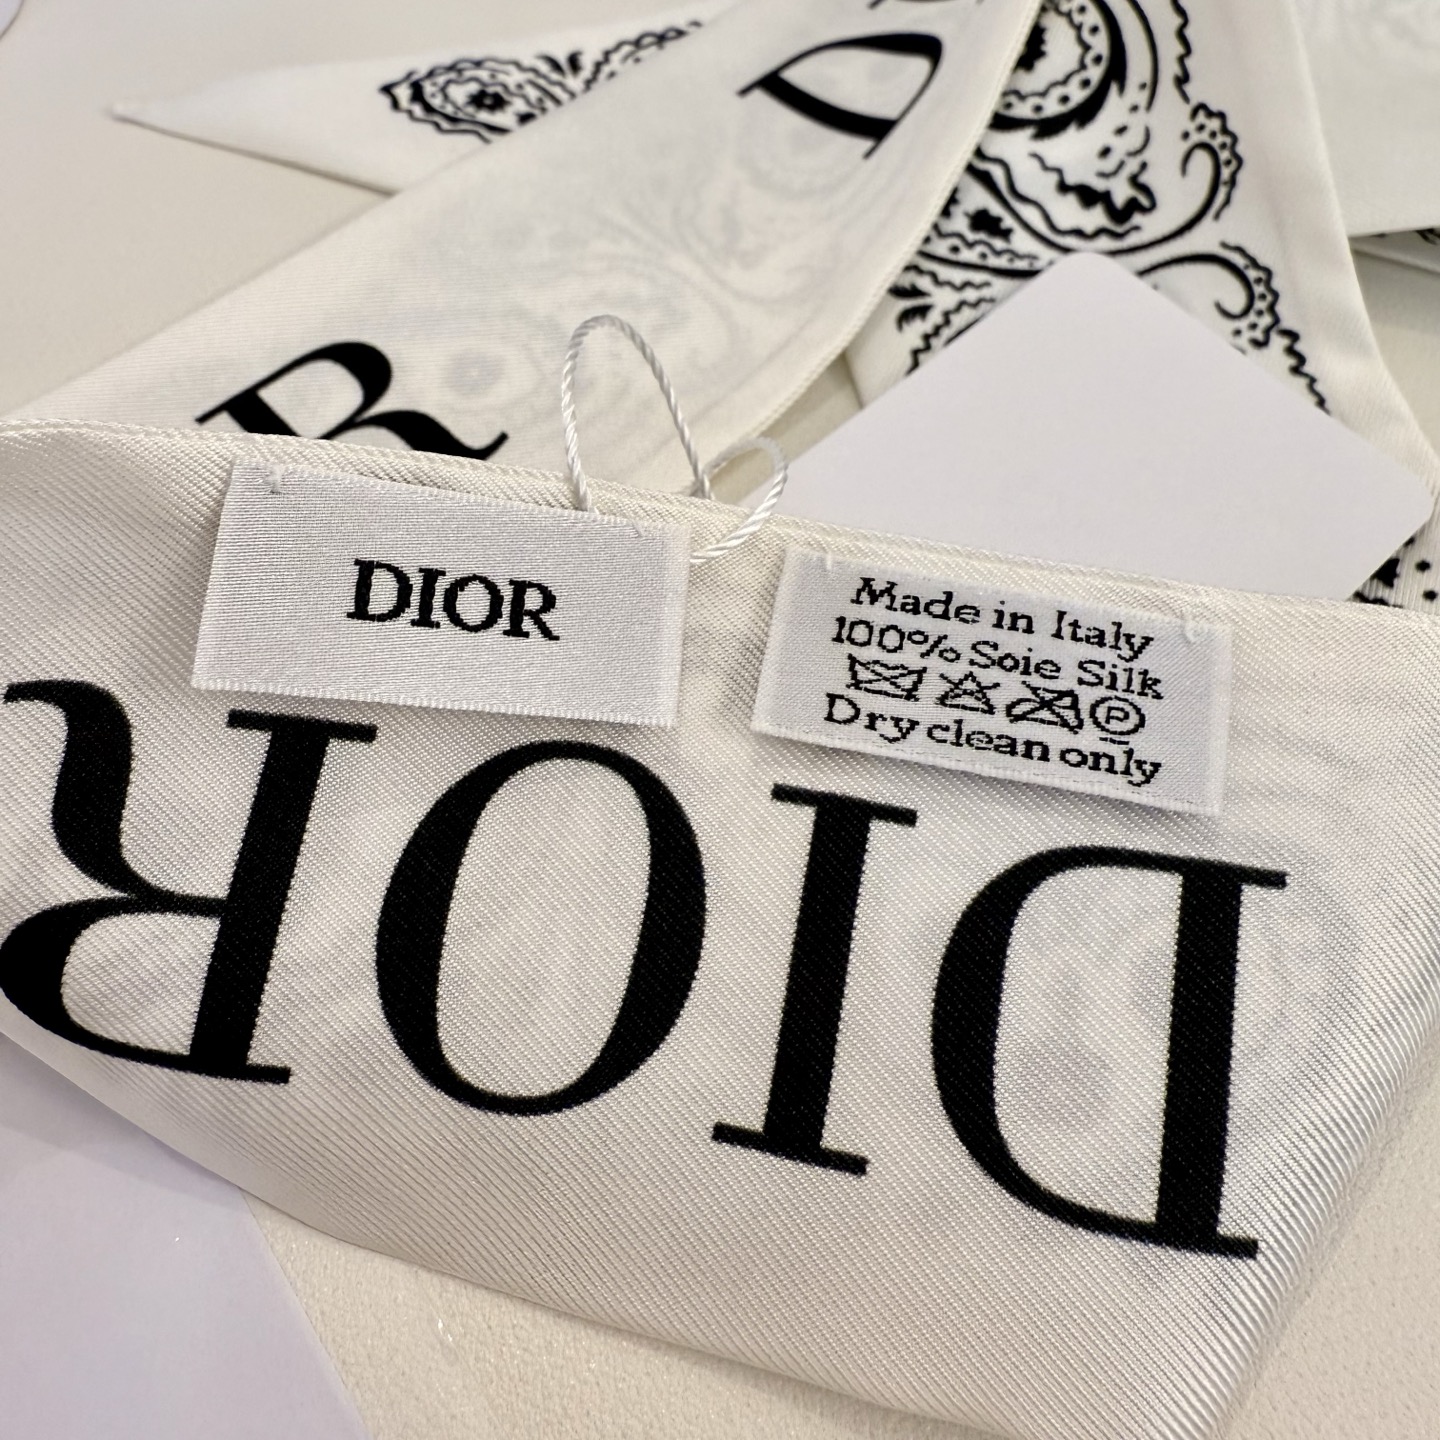 D
R
DIOR
Made in Italy
100% Soie Silk
P
Dry clean only
DIOR